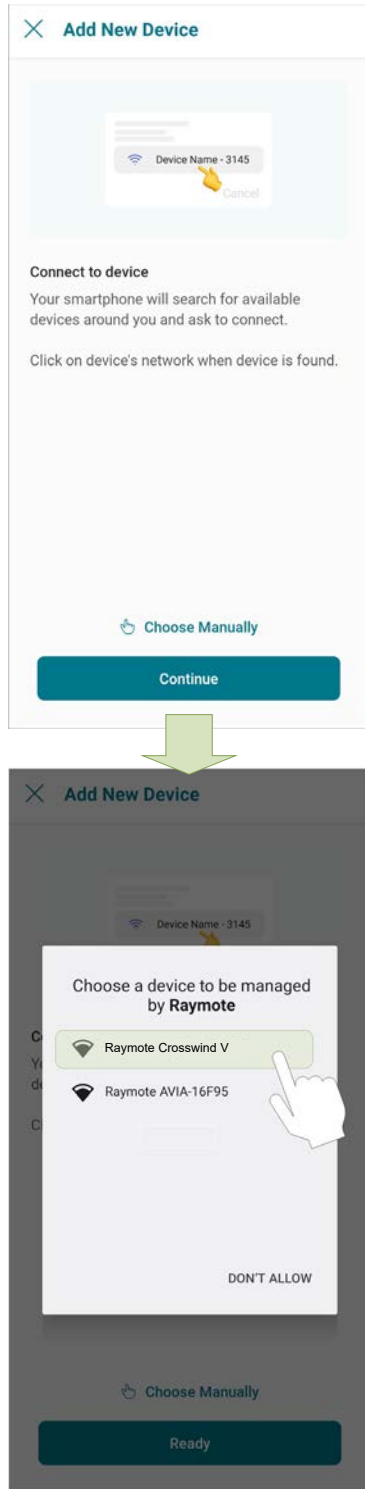 Add New Device
Device Name - 3145
Cancel
Connect to device
Your smartphone will search for available
devices around you and ask to connect.
Click on device's network when device is found.
Choose Manually
Continue
Add New Device
Device Name - 3145
Choose a device to be managed
by Raymote
Raymote Crosswind V
Raymote AVIA-16F95
DON'T ALLOW
Choose Manually
Ready